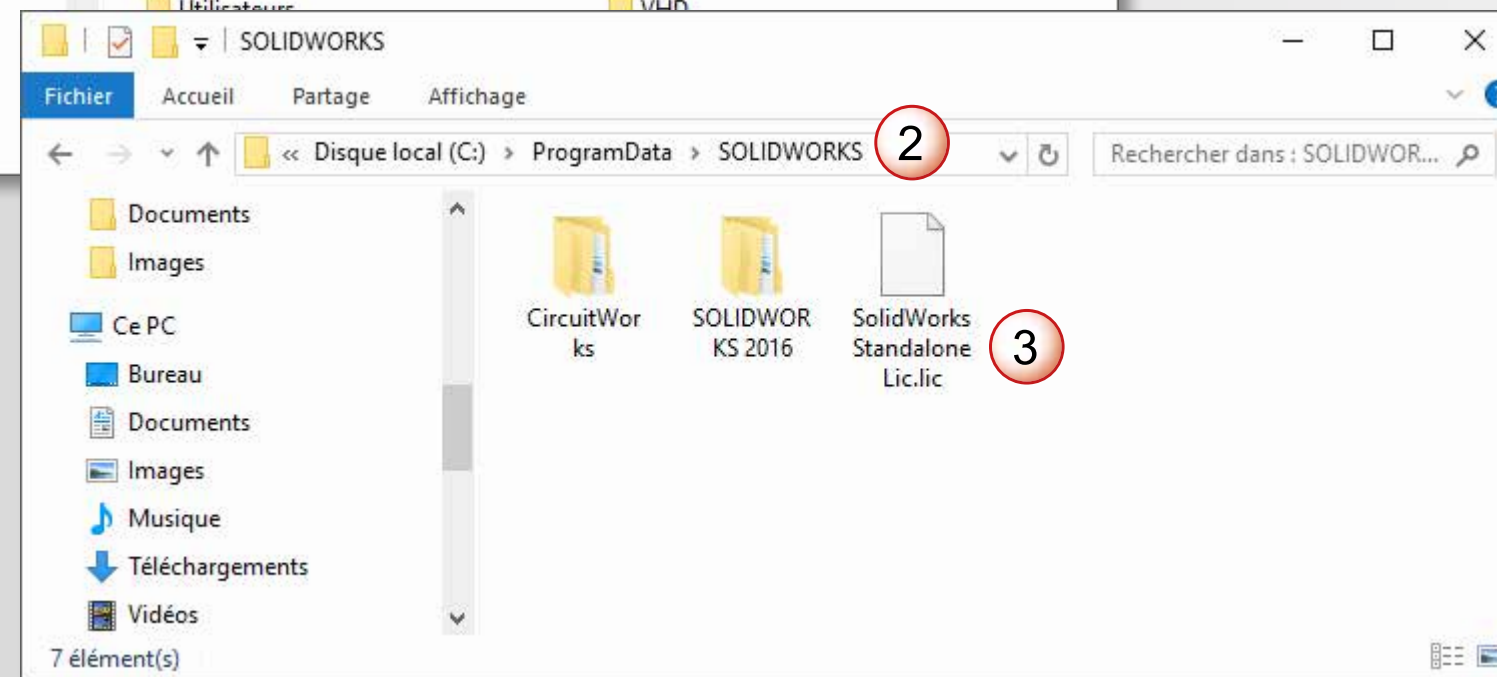 Utilisateurs VHD
SOLIDWORKS
Fichier Accueil Partage Affichage
« Disque local (C:) › ProgramData › SOLIDWORKS 2 Rechercher dans : SOLIDWOR...
Documents
Images
Ce PC
Bureau
Documents
Images
Musique
Téléchargements
Vidéos
CircuitWor
ks
SOLIDWOR
KS 2016
SolidWorks
Standalone
Lic.lic
3
7 élément(s)